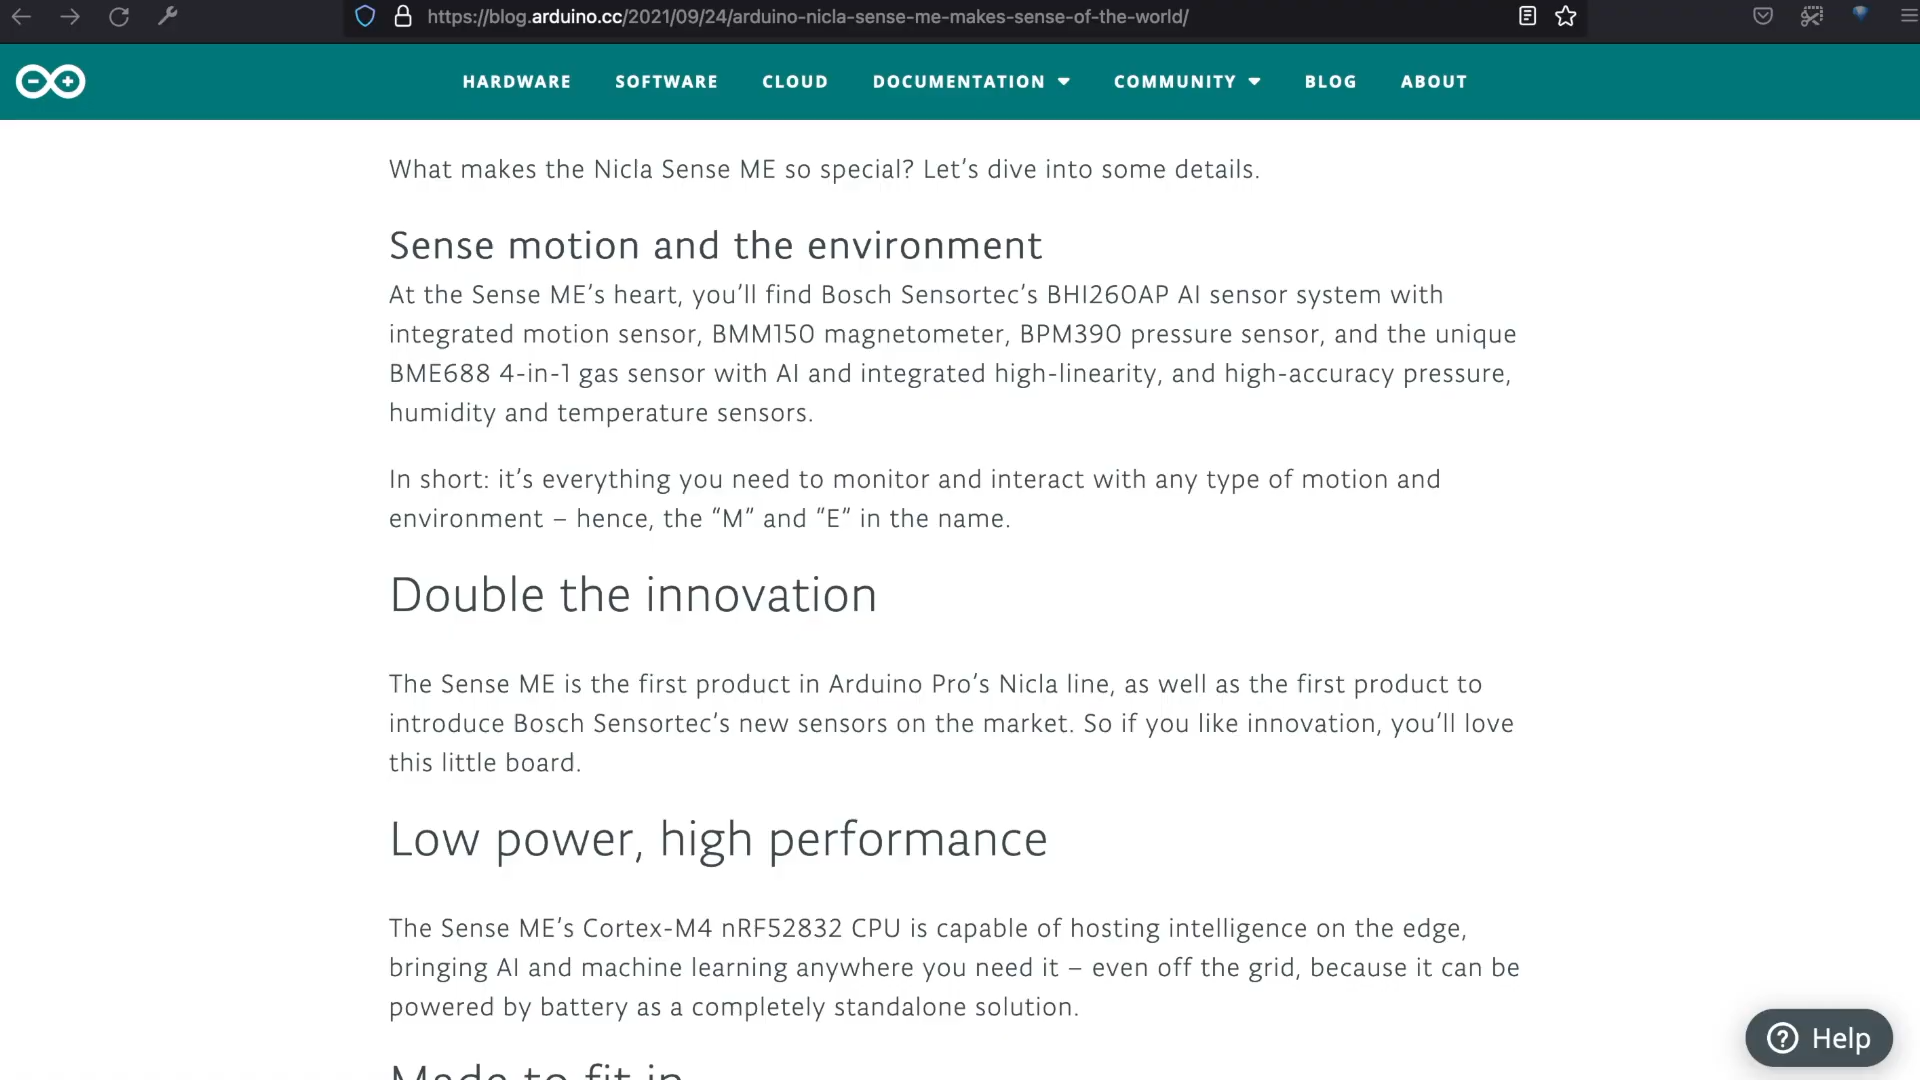 https://blog.arduino.cc/2021/09/24/arduino-nicla-sense-me-makes-sense-of-the-world/
HARDWARE SOFTWARE CLOUD DOCUMENTATION COMMUNITY BLOG ABOUT
What makes the Nicla Sense ME so special? Let’s dive into some details.
Sense motion and the environment
At the Sense ME’s heart, you’ll find Bosch Sensortec’s BHI260AP AI sensor system with
integrated motion sensor, BMM150 magnetometer, BPM390 pressure sensor, and the unique
BME688 4-in-1 gas sensor with AI and integrated high-linearity, and high-accuracy pressure,
humidity and temperature sensors.
In short: it’s everything you need to monitor and interact with any type of motion and
environment – hence, the “M” and “E” in the name.
Double the innovation
The Sense ME is the first product in Arduino Pro’s Nicla line, as well as the first product to
introduce Bosch Sensortec’s new sensors on the market. So if you like innovation, you’ll love
this little board.
Low power, high performance
The Sense ME’s Cortex-M4 nRF52832 CPU is capable of hosting intelligence on the edge,
bringing AI and machine learning anywhere you need it – even off the grid, because it can be
powered by battery as a completely standalone solution.
Help
Made to fit in